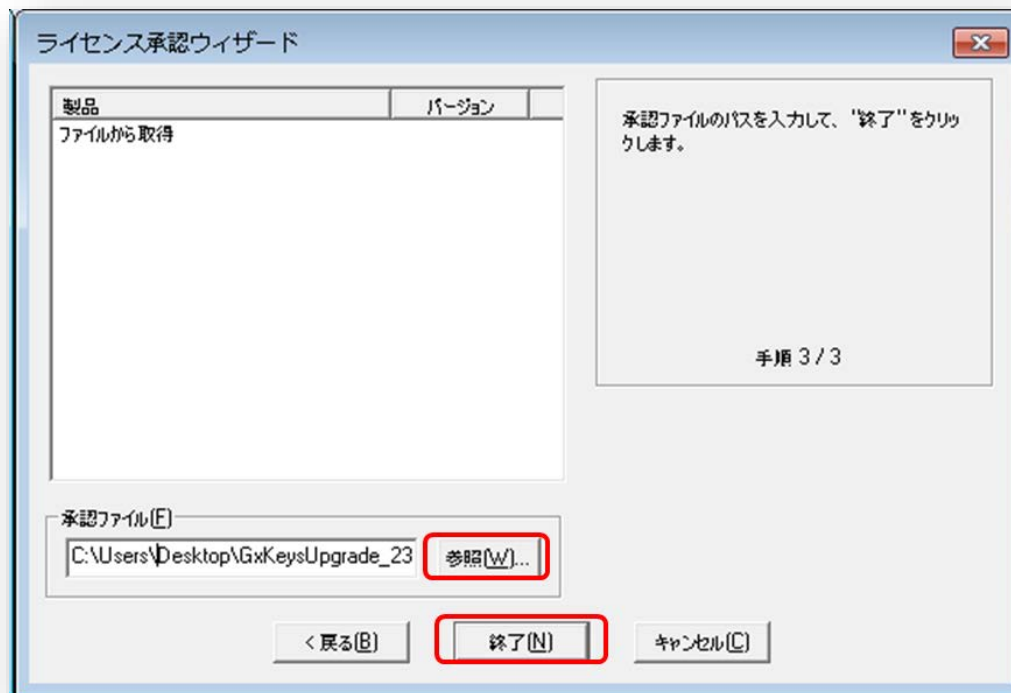 ライセンス承認ウィザード
製品 バージョン
ファイルから取得
承認ファイルのパスを入力して、"終了"をクリッ
クします。
手順 3 / 3
承認ファイル(F)
C:\Users\Desktop\GxKeysUpgrade_23
参照(W)...
< 戻る(B)
終了(N)
キャンセル(C)